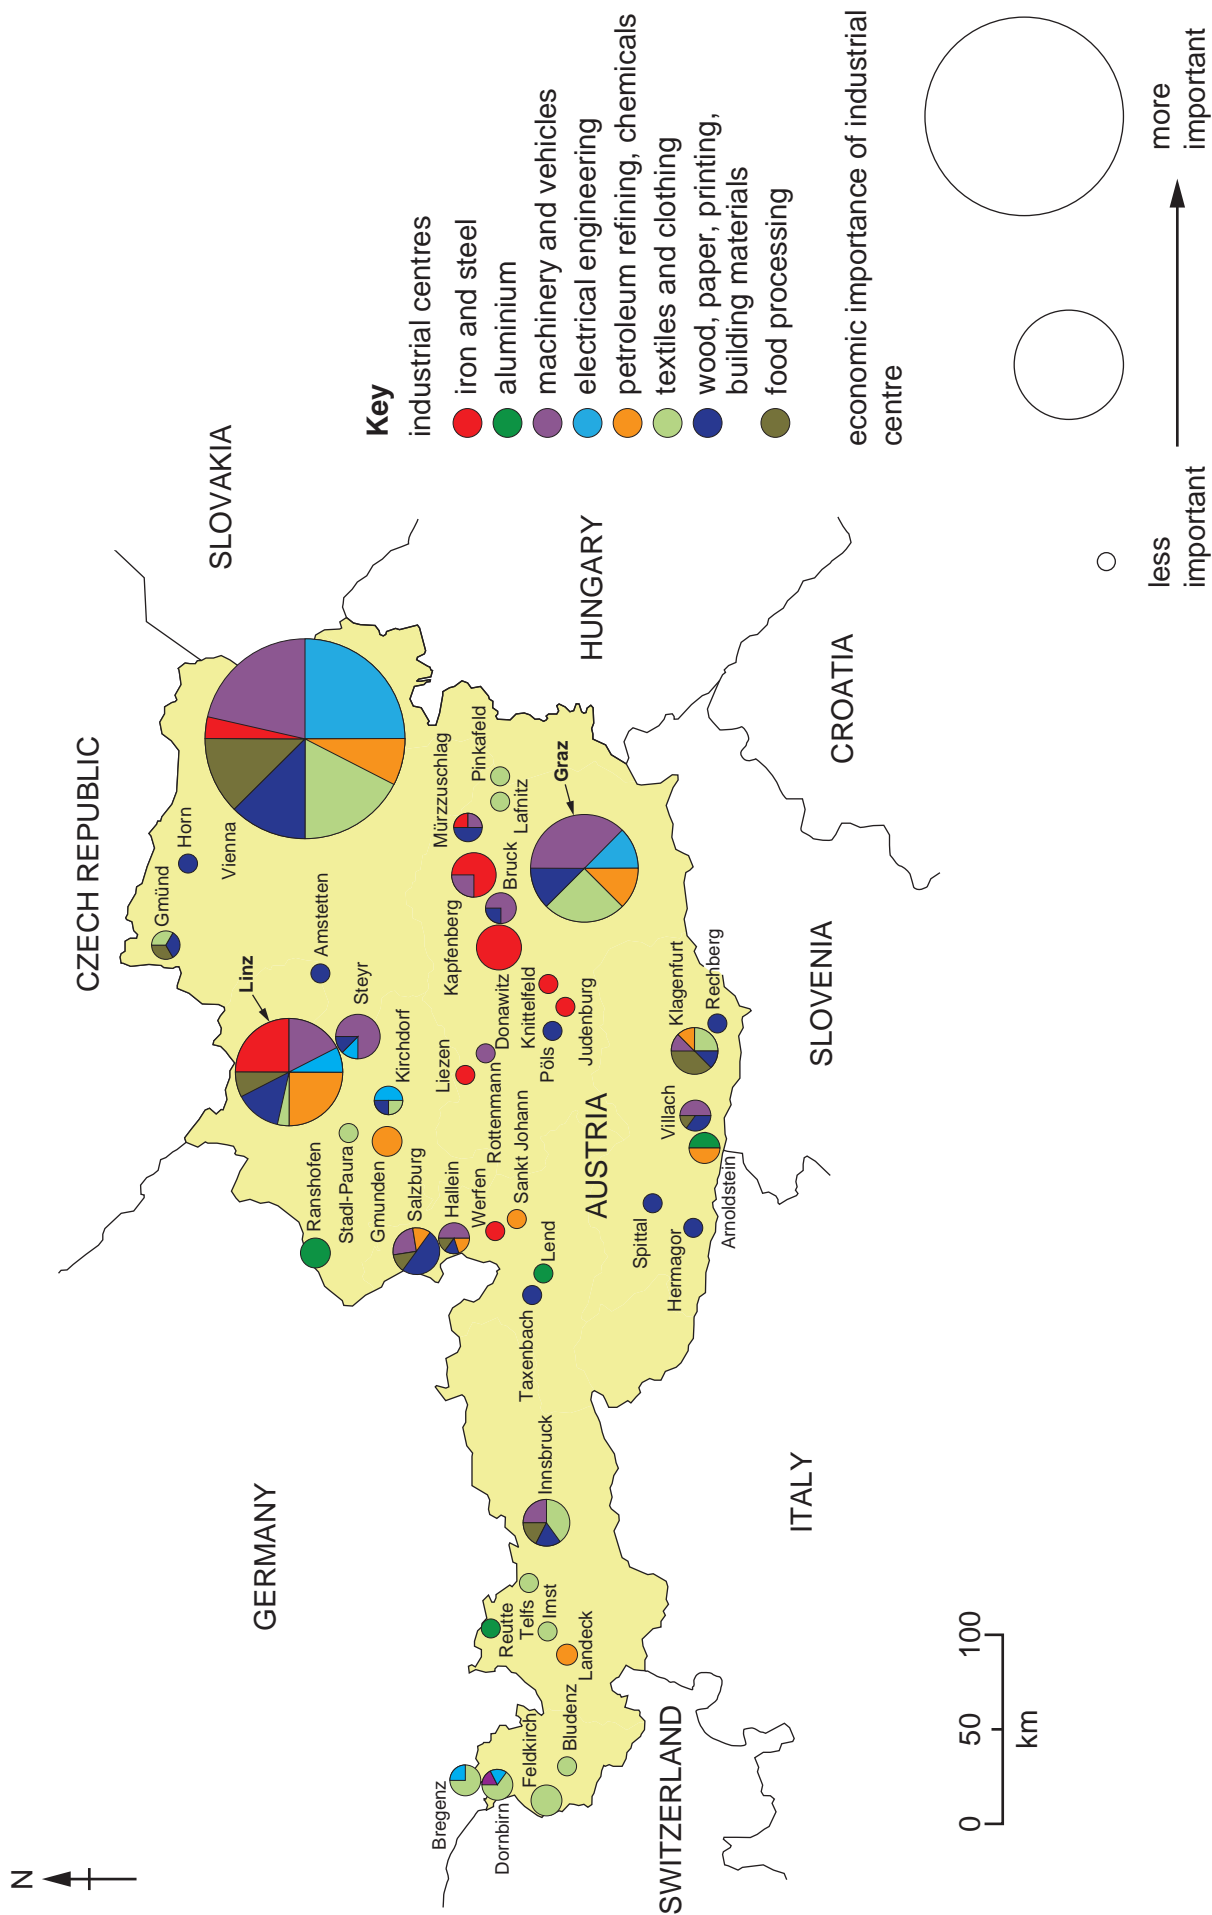 N
CZECH REPUBLIC
SLOVAKIA
GERMANY
HUNGARY
AUSTRIA
SWITZERLAND
ITALY
SLOVENIA
CROATIA
Gmünd
Horn
Vienna
Linz
Amstetten
Steyr
Ranshofen
Stadl-Paura
Gmunden
Kirchdorf
Salzburg
Hallein
Werfen
Sankt Johann
Liezen
Rottenmann
Kapfenberg
Mürzzuschlag
Bruck
Pinkafeld
Lafnitz
Donawitz
Knittelfeld
Pöls
Judenburg
Graz
Lend
Taxenbach
Innsbruck
Reutte
Telfs
Imst
Landeck
Bregenz
Dornbirn
Feldkirch
Bludenz
Spittal
Hermagor
Villach
Arnoldstein
Klagenfurt
Rechberg
0 50 100
km
Key
industrial centres
iron and steel
aluminium
machinery and vehicles
electrical engineering
petroleum refining, chemicals
textiles and clothing
wood, paper, printing,
building materials
food processing
economic importance of industrial
centre
less
important
more
important